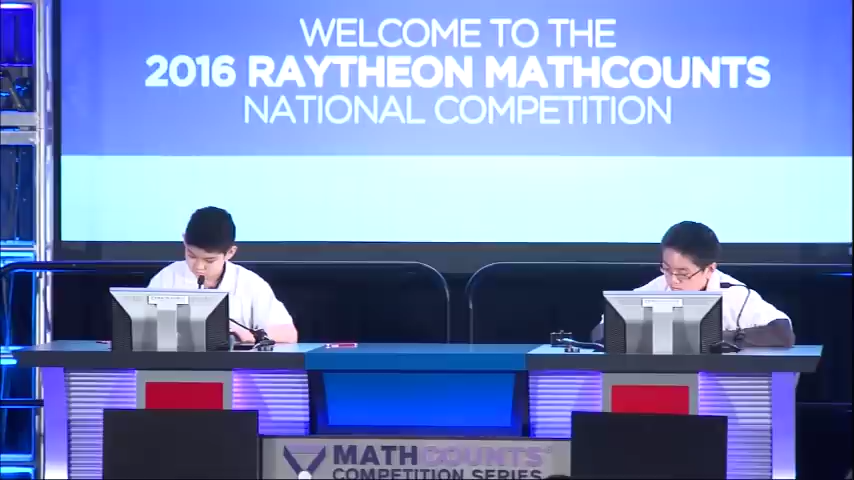 WELCOME TO THE
2016 RAYTHEON MATHCOUNTS
NATIONAL COMPETITION
MATHCOUNTS
COMPETITION SERIES